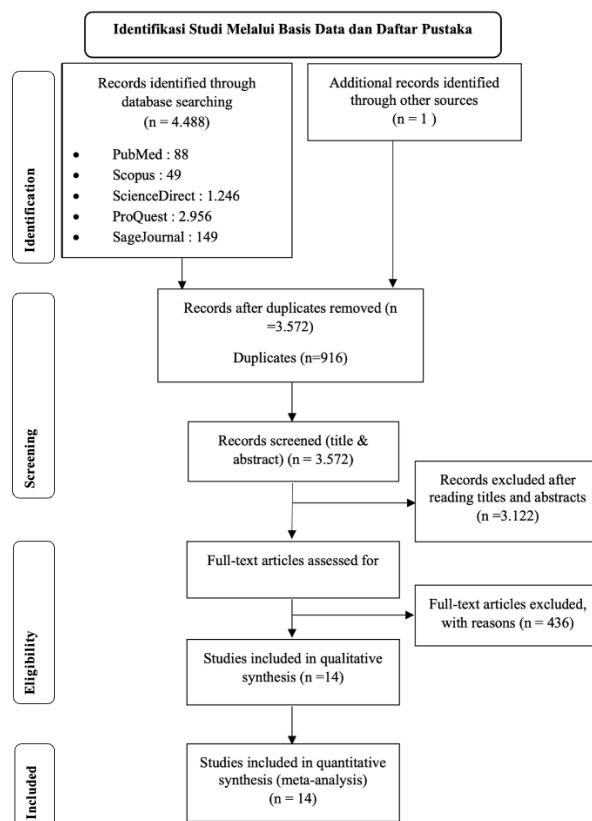 Identifikasi Studi Melalui Basis Data dan Daftar Pustaka
Identification
Records identified through
database searching
(n = 4.488)
• PubMed : 88
• Scopus : 49
• ScienceDirect : 1.246
• ProQuest : 2.956
• SageJournal : 149
Additional records identified
through other sources
(n = 1 )
Screening
Records after duplicates removed (n
=3.572)
Duplicates (n=916)
Records screened (title &
abstract) (n = 3.572)
Records excluded after
reading titles and abstracts
(n =3.122)
Eligibility
Full-text articles assessed for
Full-text articles excluded,
with reasons (n = 436)
Studies included in qualitative
synthesis (n =14)
Included
Studies included in quantitative
synthesis (meta-analysis)
(n = 14)